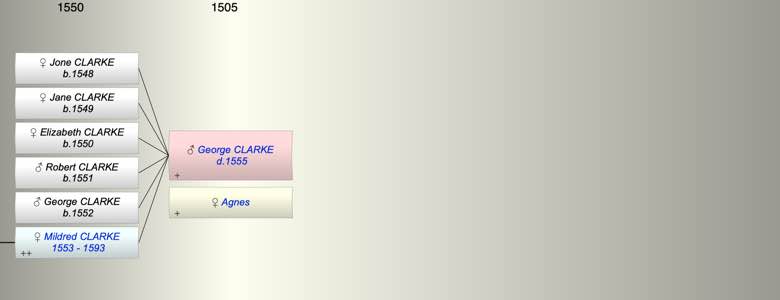 1550
1505
♀ Jone CLARKE
b.1548
♀ Jane CLARKE
b.1549
♀ Elizabeth CLARKE
b.1550
♂ Robert CLARKE
b.1551
♂ George CLARKE
b.1552
♀ Mildred CLARKE
1553 - 1593
++
♂ George CLARKE
d.1555
+
♀ Agnes
+